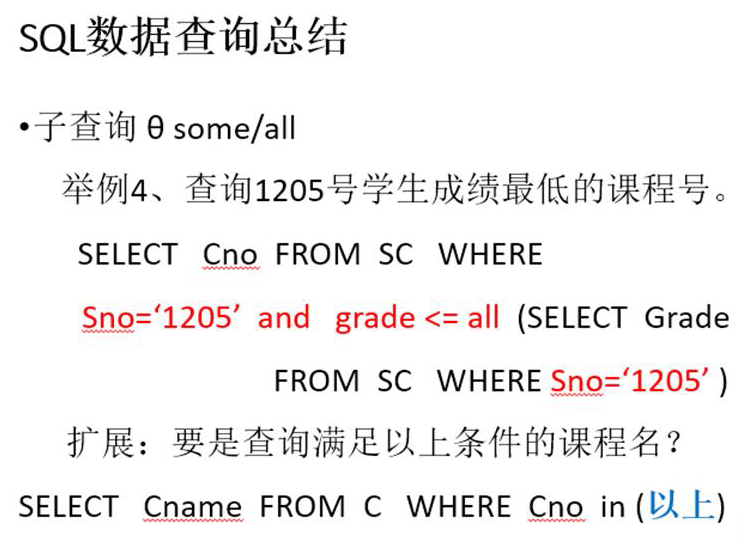 SQL数据查询总结
•子查询 θ some/all
举例4、查询1205号学生成绩最低的课程号。
SELECT Cno FROM SC WHERE
Sno=‘1205’ and grade <= all (SELECT Grade
FROM SC WHERE Sno=‘1205’ )
扩展：要是查询满足以上条件的课程名？
SELECT Cname FROM C WHERE Cno in (以上)